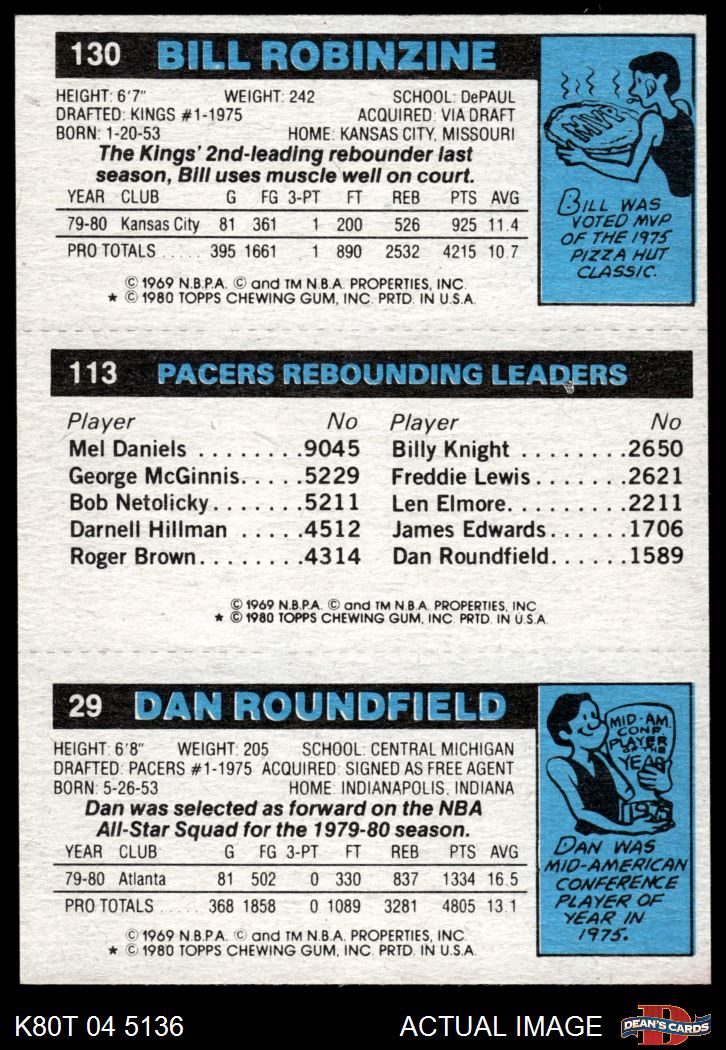 130 BILL ROBINZINE
HEIGHT: 6'7" WEIGHT: 242 SCHOOL: DePAUL
DRAFTED: KINGS #1-1975 ACQUIRED: VIA DRAFT
BORN: 1-20-53 HOME: KANSAS CITY, MISSOURI
The Kings' 2nd-leading rebounder last
season, Bill uses muscle well on court.
YEAR CLUB G FG 3-PT FT REB PTS AVG
79-80 Kansas City 81 361 1 200 526 925 11.4
PRO TOTALS ..... 395 1661 1 890 2532 4215 10.7
© 1969 N.B.P.A. © and TM N.B.A. PROPERTIES, INC.
* © 1980 TOPPS CHEWING GUM, INC. PRTD. IN U.S.A.
MVP
BILL WAS
VOTED MVP
OF THE 1975
PIZZA HUT
CLASSIC.
113 PACERS REBOUNDING LEADERS
Player No Player No
Mel Daniels ........9045 Billy Knight .......2650
George McGinnis.....5229 Freddie Lewis......2621
Bob Netolicky.......5211 Len Elmore........2211
Darnell Hillman .....4512 James Edwards.....1706
Roger Brown........4314 Dan Roundfield.....1589
© 1969 N.B.P.A. © and TM N.B.A. PROPERTIES, INC.
* © 1980 TOPPS CHEWING GUM, INC. PRTD. IN U.S.A.
29 DAN ROUNDFIELD
HEIGHT: 6'8" WEIGHT: 205 SCHOOL: CENTRAL MICHIGAN
DRAFTED: PACERS #1-1975 ACQUIRED: SIGNED AS FREE AGENT
BORN: 5-26-53 HOME: INDIANAPOLIS, INDIANA
Dan was selected as forward on the NBA
All-Star Squad for the 1979-80 season.
YEAR CLUB G FG 3-PT FT REB PTS AVG
79-80 Atlanta 81 502 0 330 837 1334 16.5
PRO TOTALS ..... 368 1858 0 1089 3281 4805 13.1
© 1969 N.B.P.A. © and TM N.B.A. PROPERTIES, INC.
* © 1980 TOPPS CHEWING GUM, INC. PRTD. IN U.S.A.
MID-AM.
CONF.
PLAYER
OF THE
YEAR
1975
DAN WAS
MID-AMERICAN
CONFERENCE
PLAYER OF
YEAR IN
1975.
K80T 04 5136 ACTUAL IMAGE
D
DEAN'S CARDS